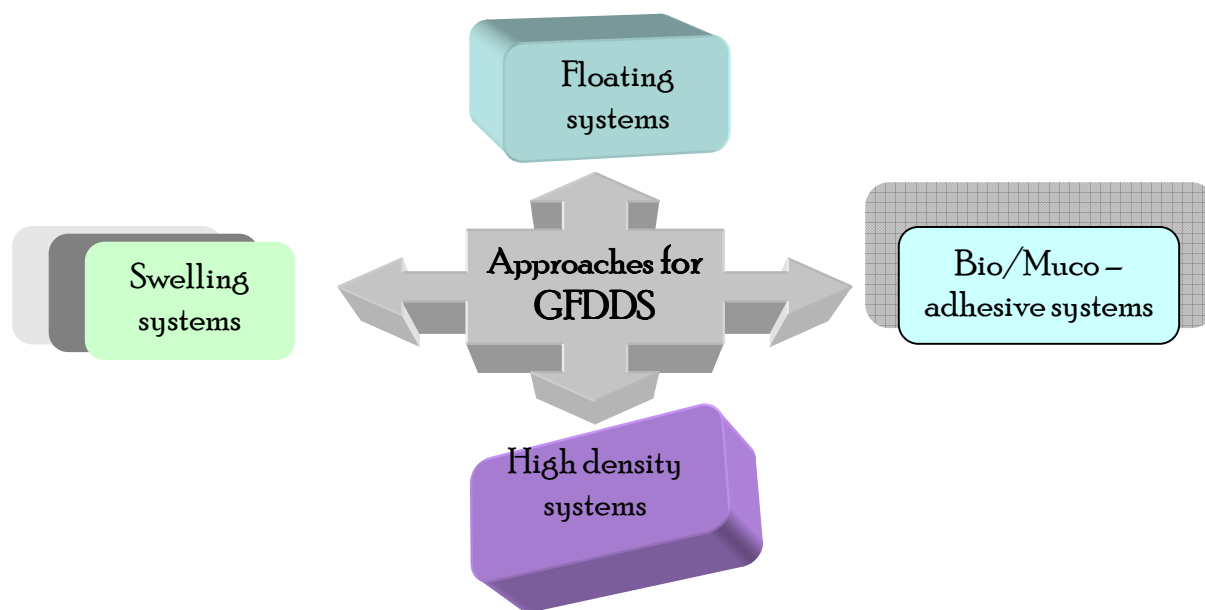 Floating
systems
Swelling
systems
Approaches for
GFDDS
Bio/Muco –
adhesive systems
High density
systems